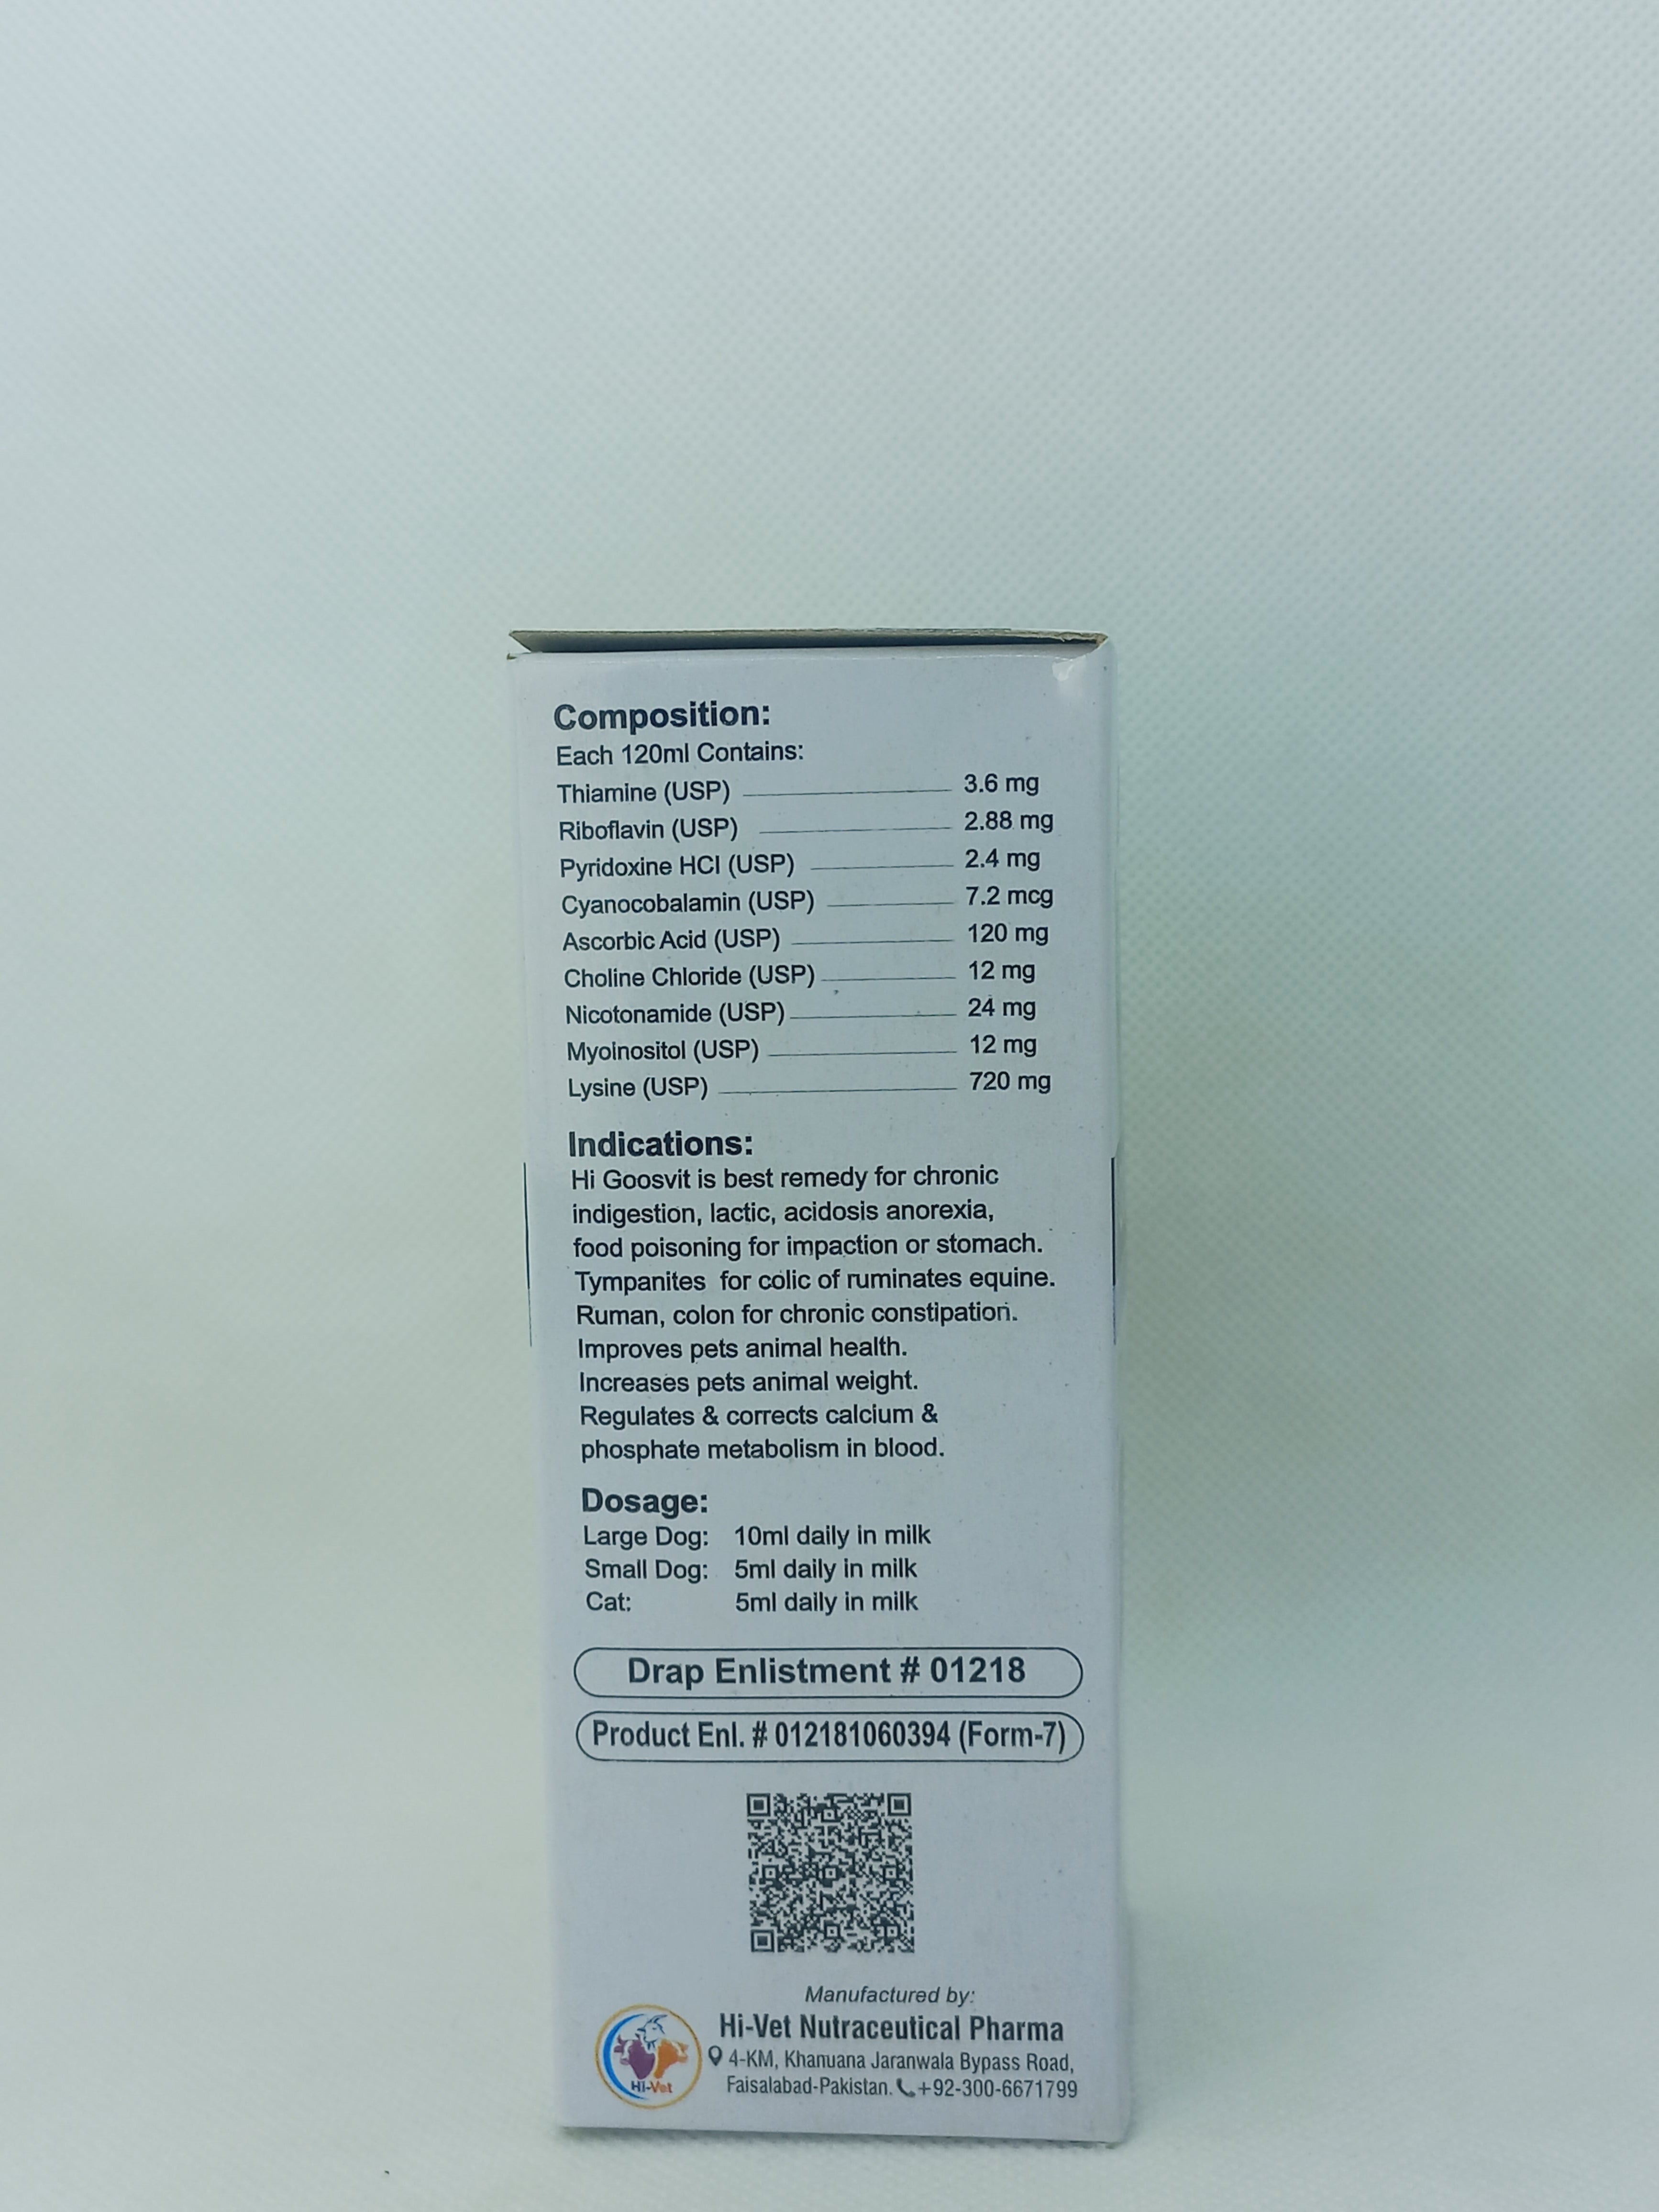 Composition:
Each 120ml Contains:
Thiamine (USP) 3.6 mg
Riboflavin (USP) 2.88 mg
Pyridoxine HCl (USP) 2.4 mg
Cyanocobalamin (USP) 7.2 mcg
Ascorbic Acid (USP) 120 mg
Choline Chloride (USP) 12 mg
Nicotonamide (USP) 24 mg
Myoinositol (USP) 12 mg
Lysine (USP) 720 mg
Indications:
Hi Goosvit is best remedy for chronic
indigestion, lactic, acidosis anorexia,
food poisoning for impaction or stomach.
Tympanites for colic of ruminates equine.
Ruman, colon for chronic constipation.
Improves pets animal health.
Increases pets animal weight.
Regulates & corrects calcium &
phosphate metabolism in blood.
Dosage:
Large Dog: 10ml daily in milk
Small Dog: 5ml daily in milk
Cat: 5ml daily in milk
Drap Enlistment # 01218
Product Enl. # 012181060394 (Form-7)
Manufactured by:
Hi-Vet Nutraceutical Pharma
4-KM, Khanuana Jaranwala Bypass Road,
Faisalabad-Pakistan. +92-300-6671799
Hi-Vet